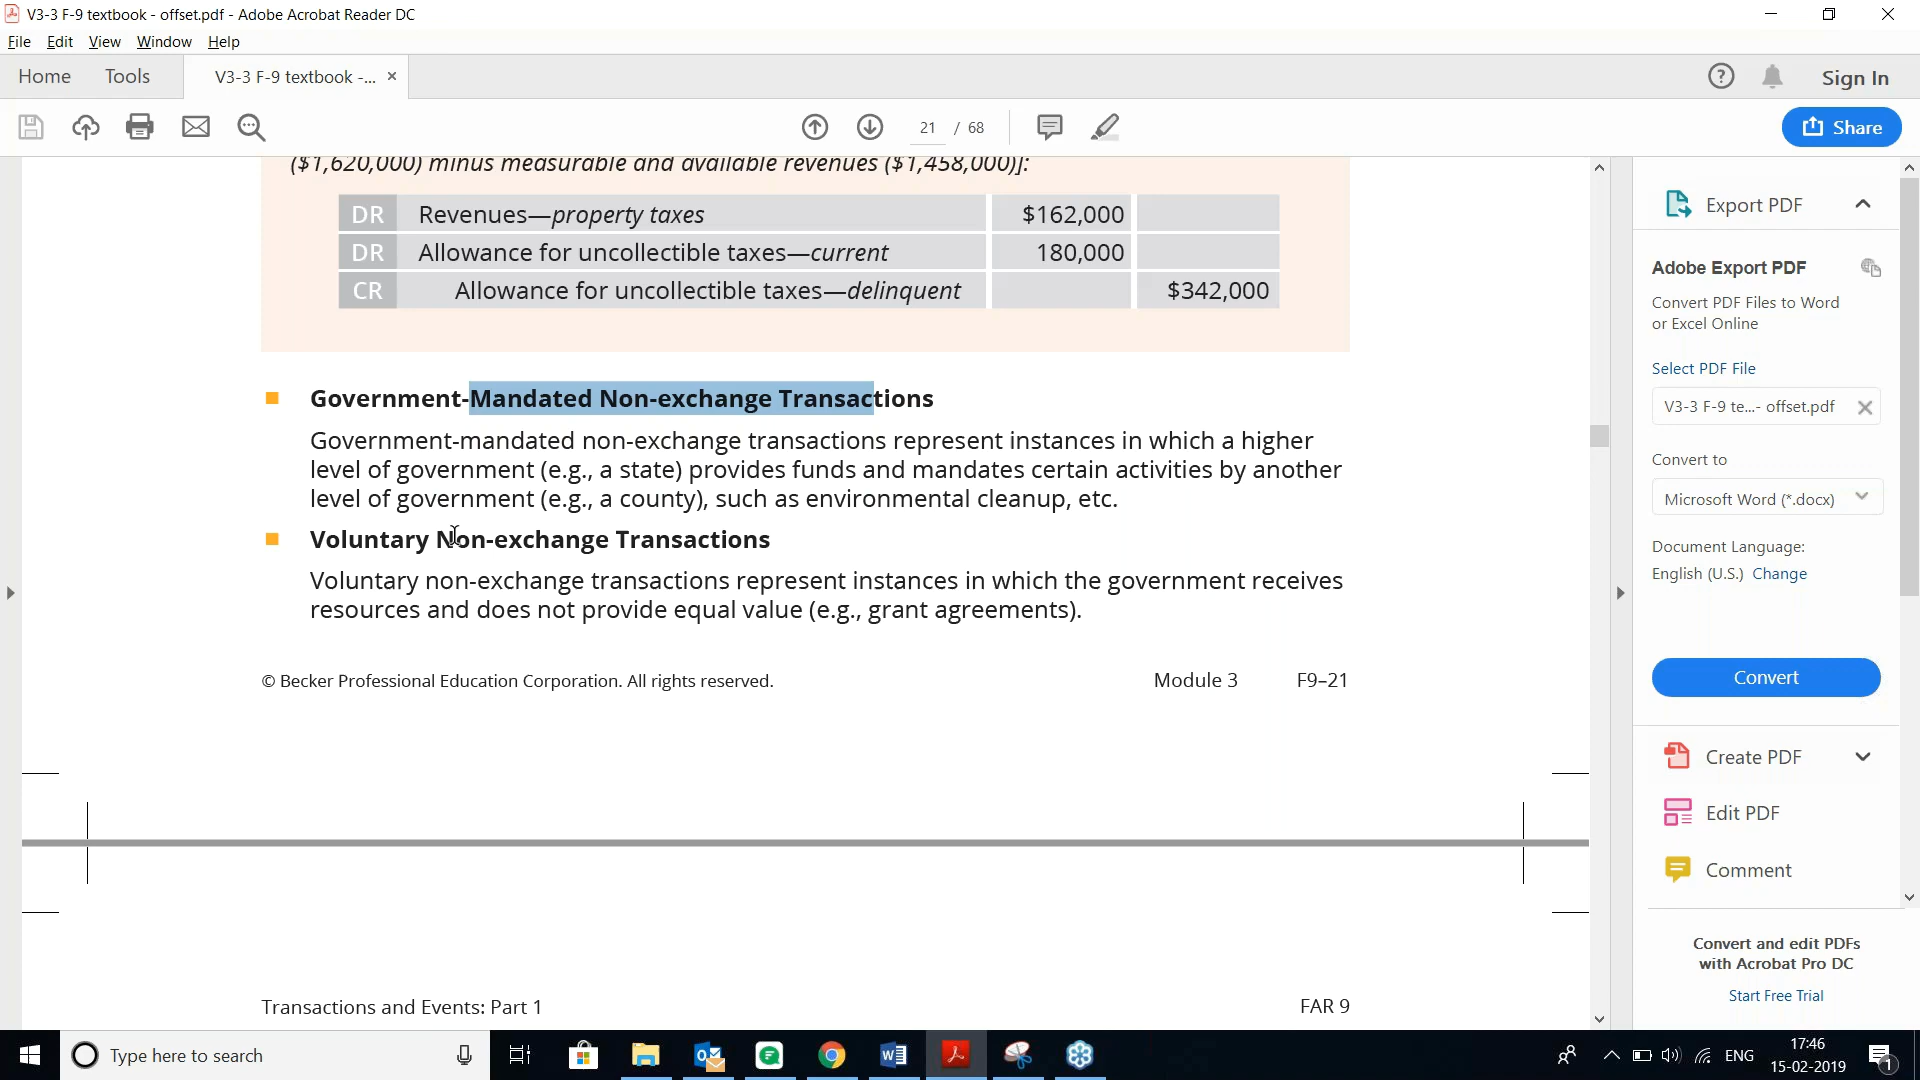 V3-3 F-9 textbook - offset.pdf - Adobe Acrobat Reader DC
File Edit View Window Help
Home Tools V3-3 F-9 textbook -... × Sign In
21 / 68 Share
($1,620,000) minus measurable and available revenues ($1,458,000)]:
DR Revenues—property taxes $162,000
DR Allowance for uncollectible taxes—current 180,000
CR Allowance for uncollectible taxes—delinquent $342,000
Government-Mandated Non-exchange Transactions
Government-mandated non-exchange transactions represent instances in which a higher
level of government (e.g., a state) provides funds and mandates certain activities by another
level of government (e.g., a county), such as environmental cleanup, etc.
Voluntary Non-exchange Transactions
Voluntary non-exchange transactions represent instances in which the government receives
resources and does not provide equal value (e.g., grant agreements).
© Becker Professional Education Corporation. All rights reserved. Module 3 F9–21
Transactions and Events: Part 1 FAR 9
Export PDF
Adobe Export PDF
Convert PDF Files to Word
or Excel Online
Select PDF File
V3-3 F-9 te...- offset.pdf
Convert to
Microsoft Word (*.docx)
Document Language:
English (U.S.) Change
Convert
Create PDF
Edit PDF
Comment
Convert and edit PDFs
with Acrobat Pro DC
Start Free Trial
Type here to search
ENG
17:46
15-02-2019
1